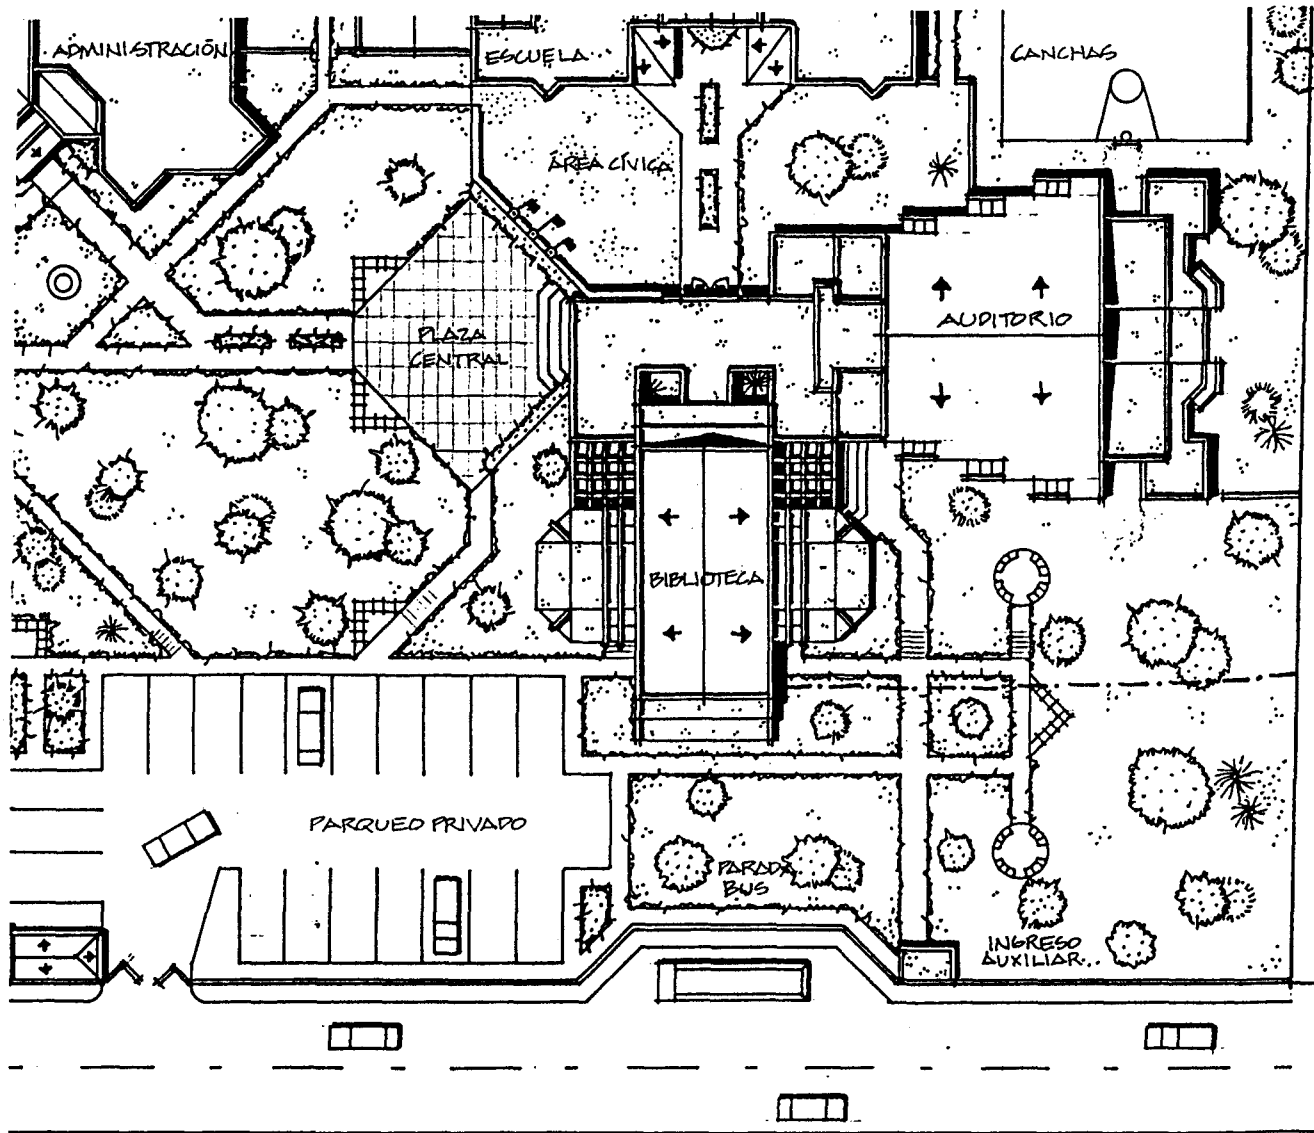 ADMINISTRACIÓN
ESCUELA
CANCHAS
ÁREA CÍVICA
PLAZA
CENTRAL
AUDITORIO
BIBLIOTECA
PARQUEO PRIVADO
PARADA
BUS
INGRESO
AUXILIAR..